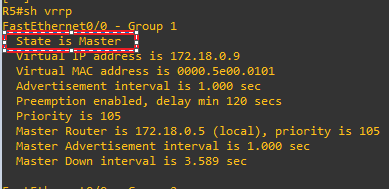 R5#sh vrrp
FastEthernet0/0 - Group 1
State is Master
Virtual IP address is 172.18.0.9
Virtual MAC address is 0000.5e00.0101
Advertisement interval is 1.000 sec
Preemption enabled, delay min 120 secs
Priority is 105
Master Router is 172.18.0.5 (local), priority is 105
Master Advertisement interval is 1.000 sec
Master Down interval is 3.589 sec